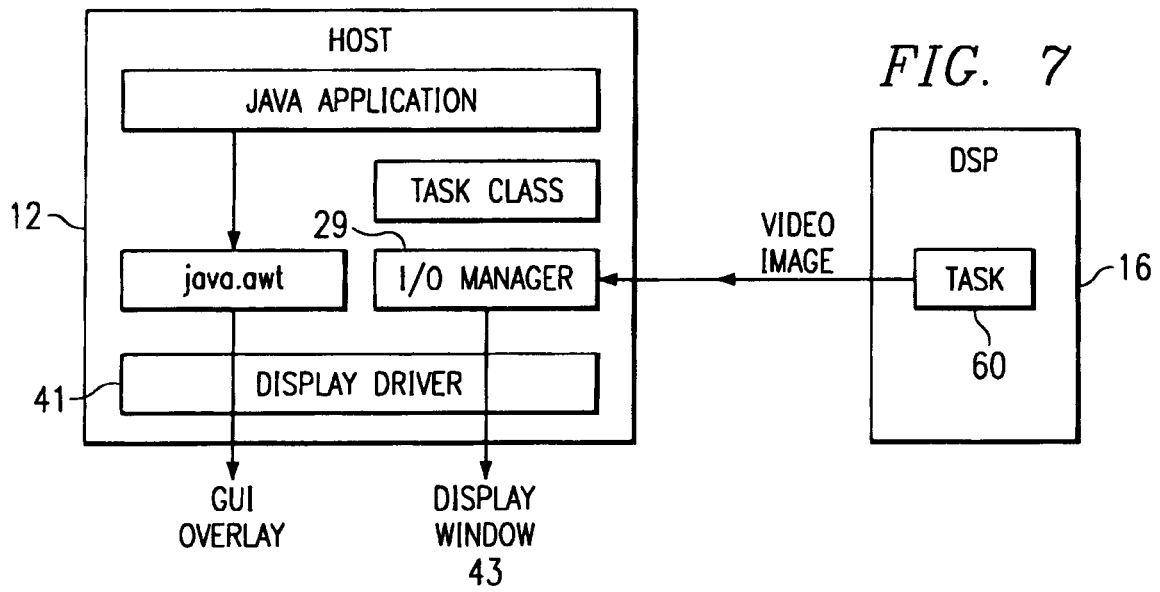 HOST
JAVA APPLICATION
FIG. 7
DSP
TASK CLASS
12
29
VIDEO
IMAGE
java.awt
I/O MANAGER
TASK
16
60
41
DISPLAY DRIVER
GUI
OVERLAY
DISPLAY
WINDOW
43